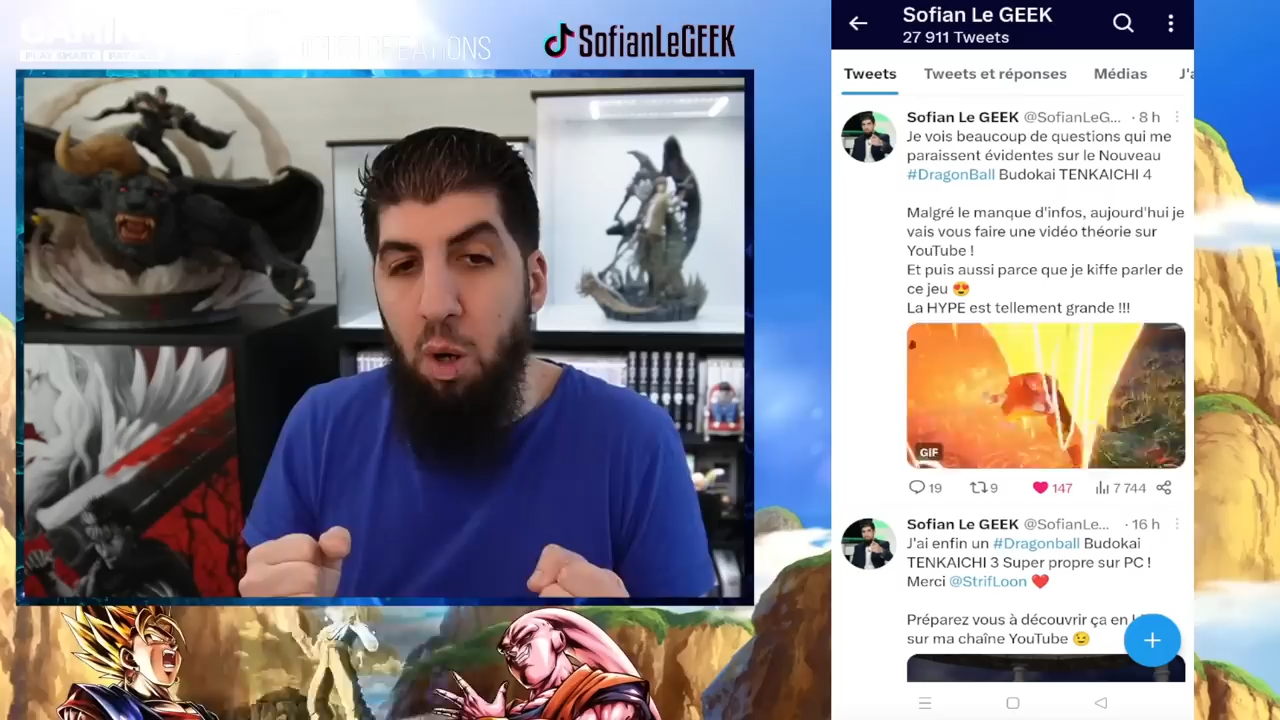 GAMIN
PLAY SMART
CREATIONS
SofianLeGEEK
Sofian Le GEEK
27 911 Tweets
Tweets Tweets et réponses Médias J'a
Sofian Le GEEK @SofianLeG... · 8 h
Je vois beaucoup de questions qui me
paraissent évidentes sur le Nouveau
#DragonBall Budokai TENKAICHI 4
Malgré le manque d'infos, aujourd'hui je
vais vous faire une vidéo théorie sur
YouTube !
Et puis aussi parce que je kiffe parler de
ce jeu 😍
La HYPE est tellement grande !!!
GIF
19 9 147 7 744
Sofian Le GEEK @SofianLe... · 16 h
J'ai enfin un #Dragonball Budokai
TENKAICHI 3 Super propre sur PC !
Merci @StrifLoon ❤️
Préparez vous à découvrir ça en
sur ma chaîne YouTube 😉